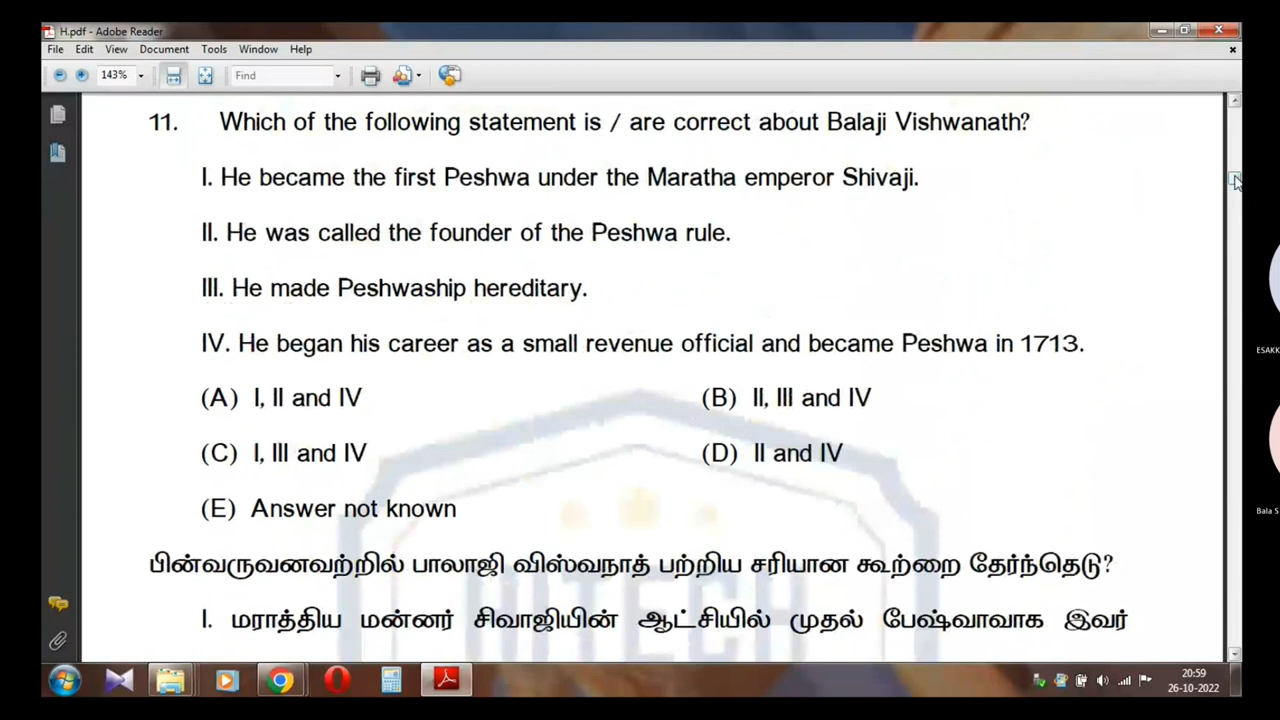 H.pdf - Adobe Reader
File Edit View Document Tools Window Help
143% Find
11. Which of the following statement is / are correct about Balaji Vishwanath?
I. He became the first Peshwa under the Maratha emperor Shivaji.
II. He was called the founder of the Peshwa rule.
III. He made Peshwaship hereditary.
IV. He began his career as a small revenue official and became Peshwa in 1713.
(A) I, II and IV (B) II, III and IV
(C) I, III and IV (D) II and IV
(E) Answer not known
பின்வருவனவற்றில் பாலாஜி விஸ்வநாத் பற்றிய சரியான கூற்றை தேர்ந்தெடு?
I. மராத்திய மன்னர் சிவாஜியின் ஆட்சியில் முதல் பேஷ்வாவாக இவர்
HITECH
ESAKK
Bala S
20:59
26-10-2022